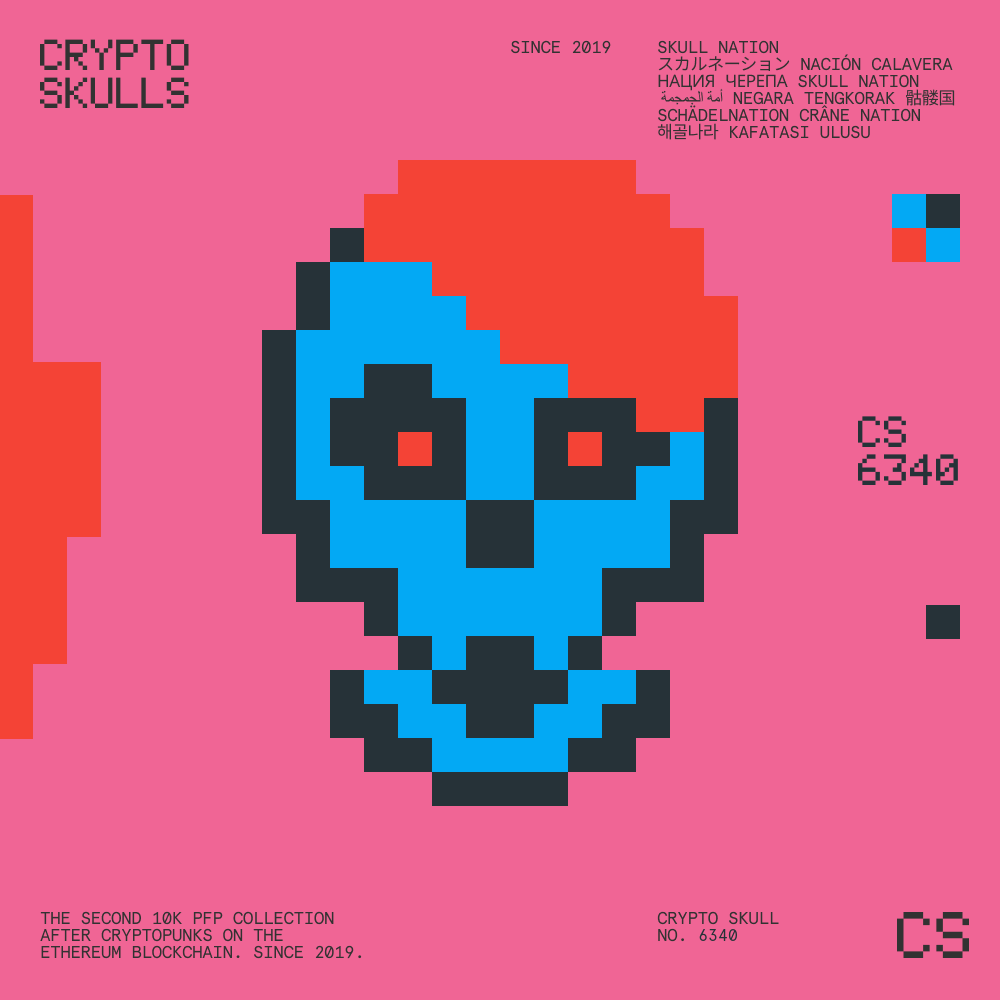 CRYPTO
SKULLS
SINCE 2019
SKULL NATION
スカルネーション NACIÓN CALAVERA
НАЦИЯ ЧЕРЕПА SKULL NATION
أمة الجمجمة NEGARA TENGKORAK 骷髅国
SCHÄDELNATION CRÂNE NATION
해골나라 KAFATASI ULUSU
CS
6340
THE SECOND 10K PFP COLLECTION
AFTER CRYPTOPUNKS ON THE
ETHEREUM BLOCKCHAIN. SINCE 2019.
CRYPTO SKULL
NO. 6340
CS